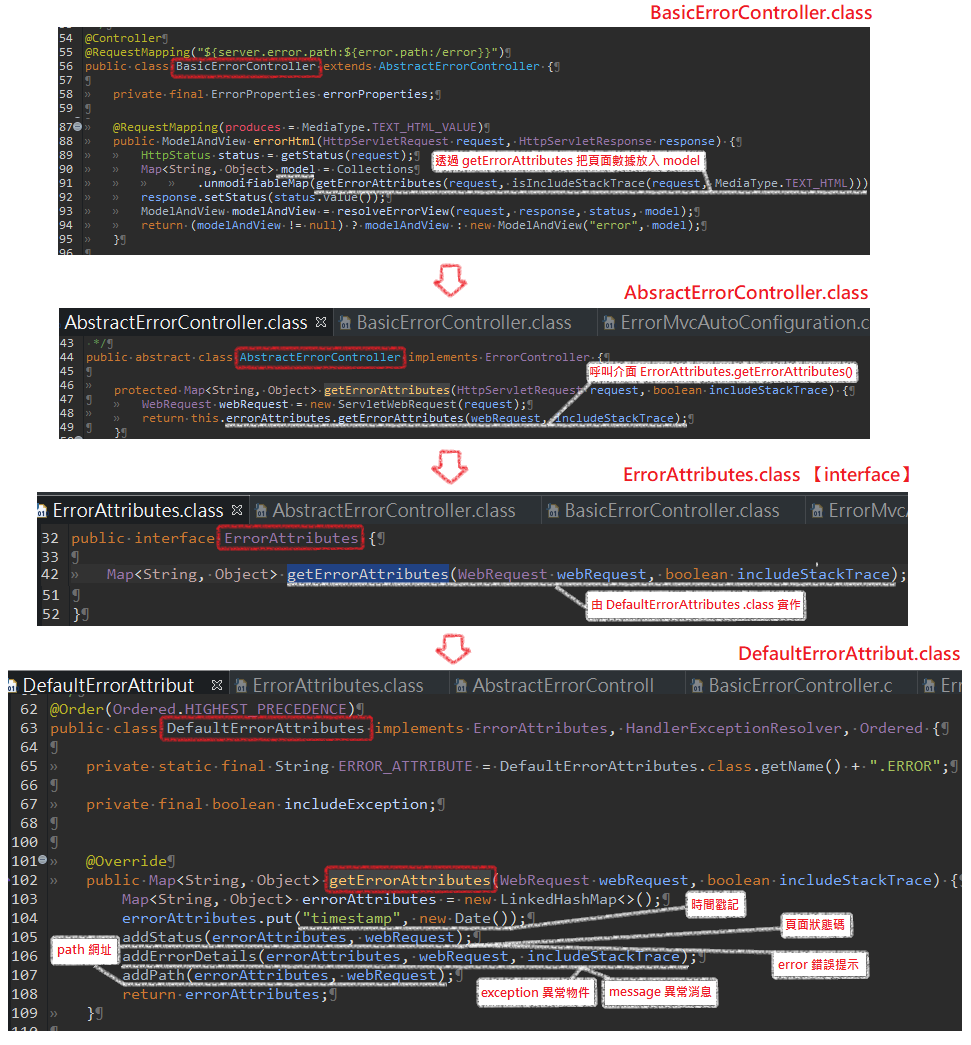 BasicErrorController.class
54 @Controller
55 @RequestMapping("${server.error.path:${error.path:/error}}")
56 public class BasicErrorController extends AbstractErrorController {
57
58 private final ErrorProperties errorProperties;
59
87 @RequestMapping(produces = MediaType.TEXT_HTML_VALUE)
88 public ModelAndView errorHtml(HttpServletRequest request, HttpServletResponse response) {
89 HttpStatus status = getStatus(request);
透過 getErrorAttributes 把頁面數據放入 model
90 Map<String, Object> model = Collections
91 .unmodifiableMap(getErrorAttributes(request, isIncludeStackTrace(request, MediaType.TEXT_HTML)))
92 response.setStatus(status.value());
93 ModelAndView modelAndView = resolveErrorView(request, response, status, model);
94 return (modelAndView != null) ? modelAndView : new ModelAndView("error", model);
95 }
96
AbsractErrorController.class
AbstractErrorController.class BasicErrorController.class ErrorMvcAutoConfiguration.c
43 */
44 public abstract class AbstractErrorController implements ErrorController {
45
呼叫介面 ErrorAttributes.getErrorAttributes()
46 protected Map<String, Object> getErrorAttributes(HttpServletRequest request, boolean includeStackTrace) {
47 WebRequest webRequest = new ServletWebRequest(request);
48 return this.errorAttributes.getErrorAttributes(webRequest, includeStackTrace);
49 }
ErrorAttributes.class 【interface】
ErrorAttributes.class AbstractErrorController.class BasicErrorController.class ErrorMvcA
32 public interface ErrorAttributes {
33
42 Map<String, Object> getErrorAttributes(WebRequest webRequest, boolean includeStackTrace);
51
由 DefaultErrorAttributes .class 實作
52 }
DefaultErrorAttribut.class
DefaultErrorAttribut ErrorAttributes.class AbstractErrorControll BasicErrorController.c Er
62 @Order(Ordered.HIGHEST_PRECEDENCE)
63 public class DefaultErrorAttributes implements ErrorAttributes, HandlerExceptionResolver, Ordered {
64
65 private static final String ERROR_ATTRIBUTE = DefaultErrorAttributes.class.getName() + ".ERROR";
66
67 private final boolean includeException;
68
100
101 @Override
102 public Map<String, Object> getErrorAttributes(WebRequest webRequest, boolean includeStackTrace) {
103 Map<String, Object> errorAttributes = new LinkedHashMap<>();
時間戳記
104 errorAttributes.put("timestamp", new Date());
頁面狀態碼
105 addStatus(errorAttributes, webRequest);
path 網址
106 addErrorDetails(errorAttributes, webRequest, includeStackTrace);
error 錯誤提示
107 addPath(errorAttributes, webRequest);
108 return errorAttributes;
exception 異常物件
message 異常消息
109 }